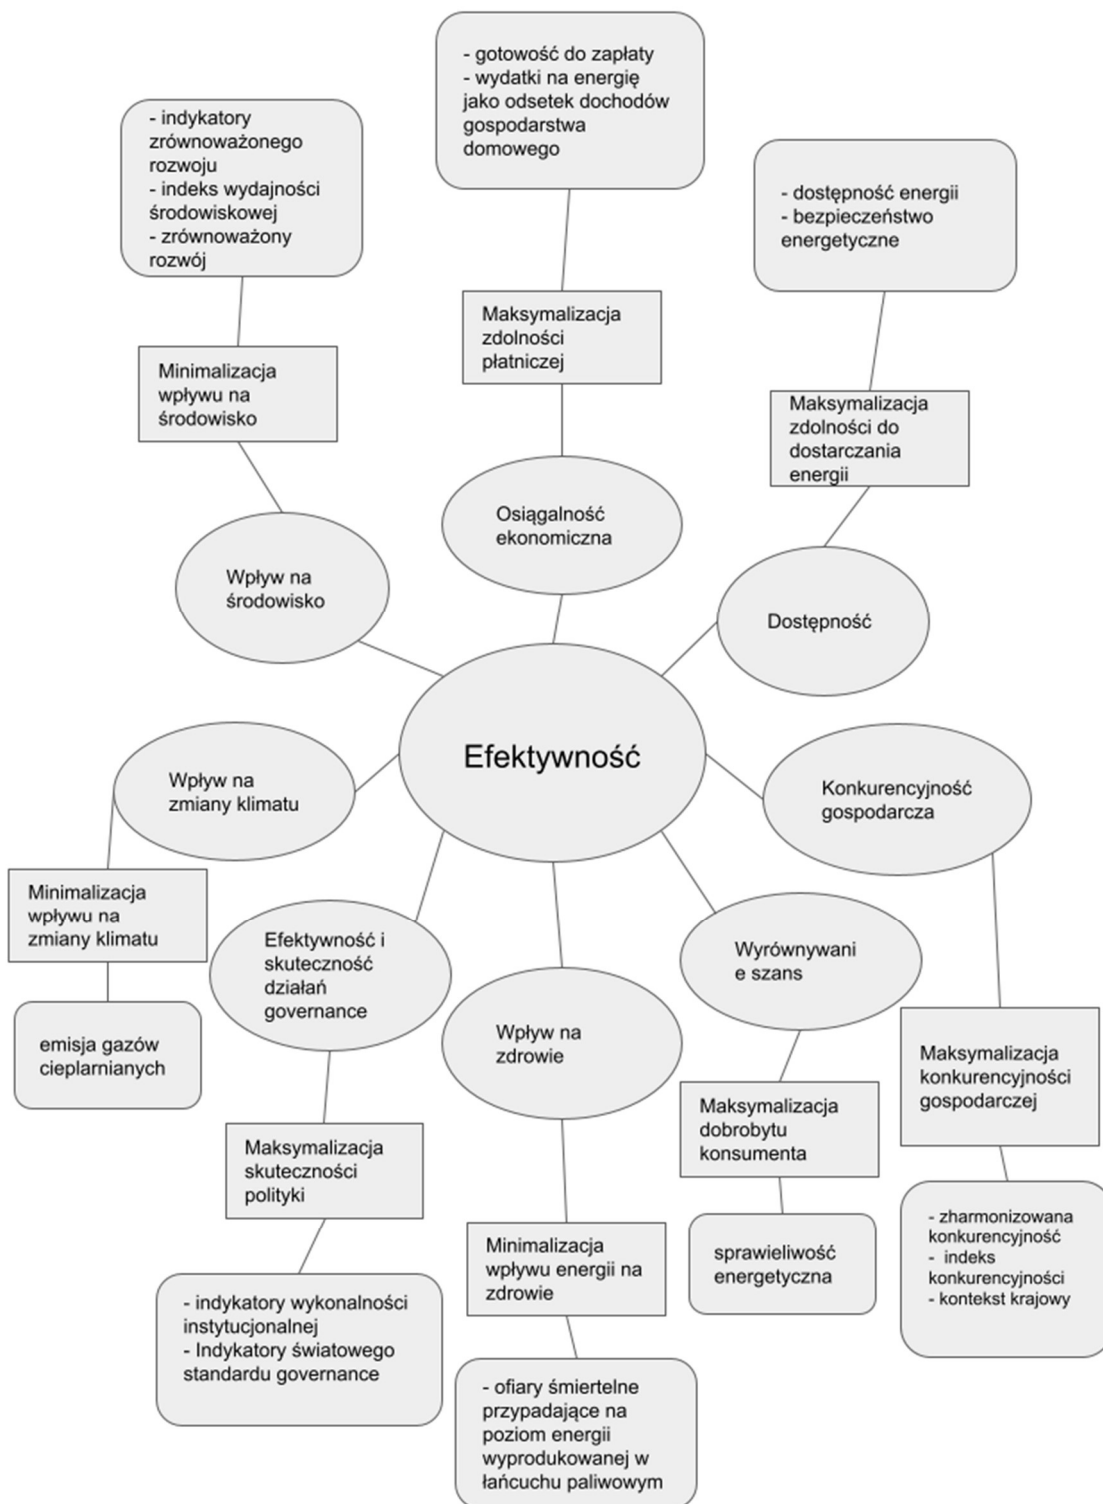 - gotowość do zapłaty
- wydatki na energię
jako odsetek dochodów
gospodarstwa
domowego
- indykatory
zrównoważonego
rozwoju
- indeks wydajności
środowiskowej
- zrównoważony
rozwój
- dostępność energii
- bezpieczeństwo
energetyczne
Maksymalizacja
zdolności
płatniczej
Minimalizacja
wpływu na
środowisko
Maksymalizacja
zdolności do
dostarczania
energii
Osiągalność
ekonomiczna
Wpływ na
środowisko
Dostępność
Efektywność
Wpływ na
zmiany klimatu
Konkurencyjność
gospodarcza
Minimalizacja
wpływu na
zmiany klimatu
Efektywność i
skuteczność
działań
governance
Wyrównywani
e szans
Wpływ na
zdrowie
emisja gazów
cieplarnianych
Maksymalizacja
konkurencyjności
gospodarczej
Maksymalizacja
dobrobytu
konsumenta
Maksymalizacja
skuteczności
polityki
Minimalizacja
wpływu energii na
zdrowie
sprawieliwość
energetyczna
- zharmonizowana
konkurencyjność
- indeks
konkurencyjności
- kontekst krajowy
- indykatory wykonalności
instytucjonalnej
- Indykatory światowego
standardu governance
- ofiary śmiertelne
przypadające na
poziom energii
wyprodukowanej w
łańcuchu paliwowym